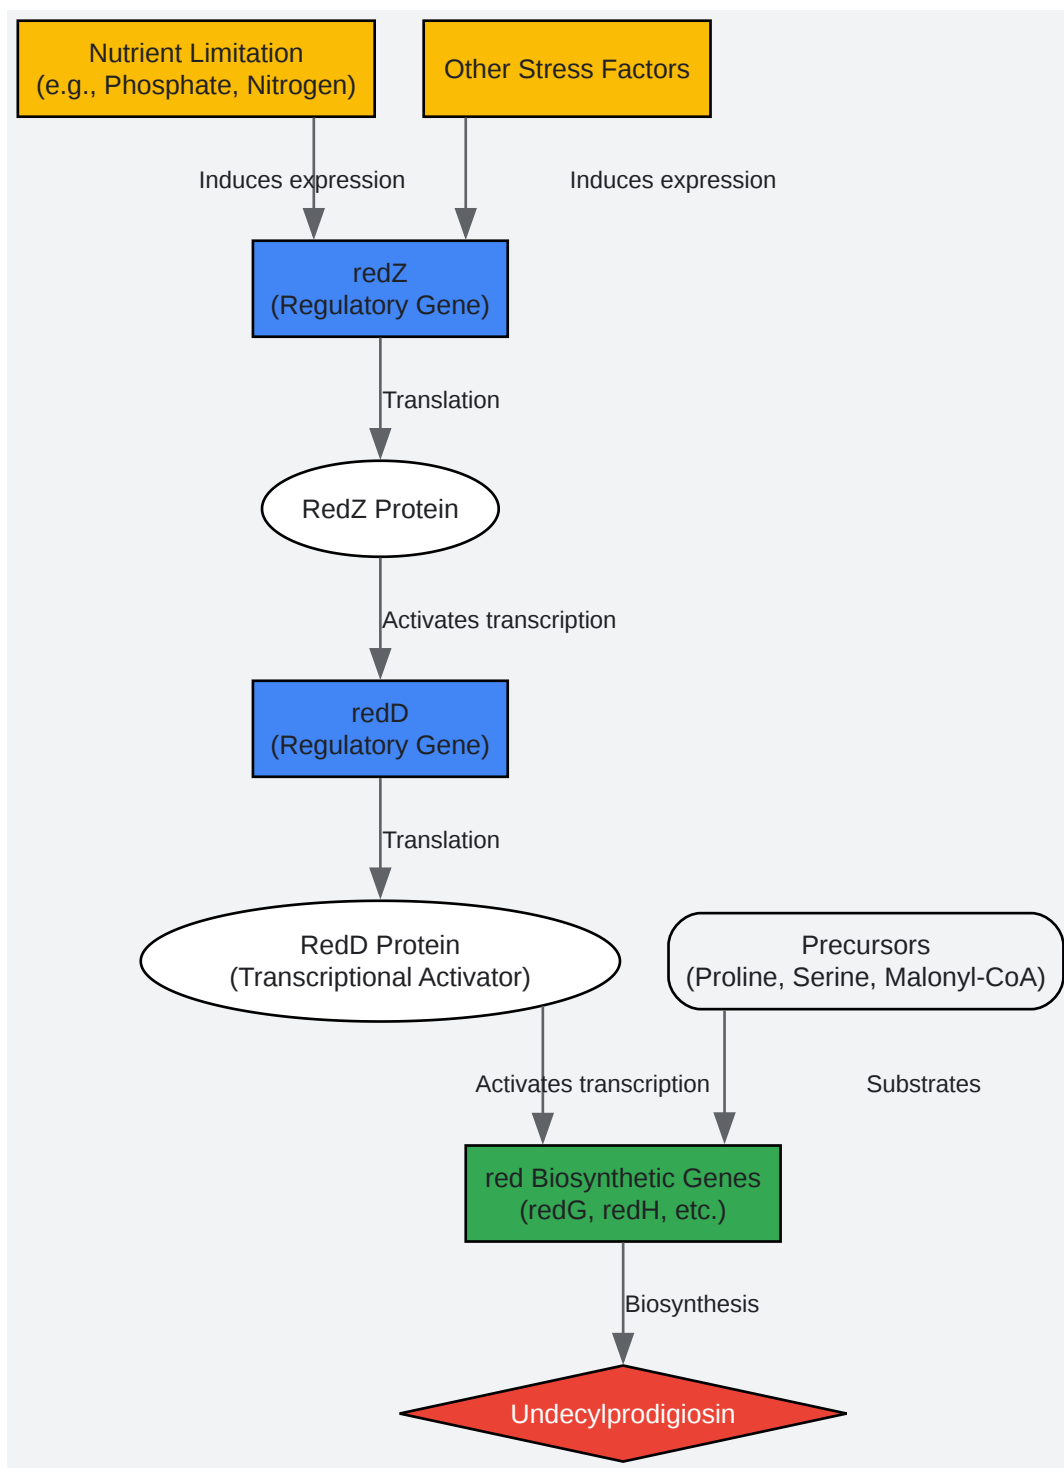 Nutrient Limitation
(e.g., Phosphate, Nitrogen)
Other Stress Factors
Induces expression
Induces expression
redZ
(Regulatory Gene)
Translation
RedZ Protein
Activates transcription
redD
(Regulatory Gene)
Translation
RedD Protein
(Transcriptional Activator)
Precursors
(Proline, Serine, Malonyl-CoA)
Activates transcription
Substrates
red Biosynthetic Genes
(redG, redH, etc.)
Biosynthesis
Undecylprodigiosin